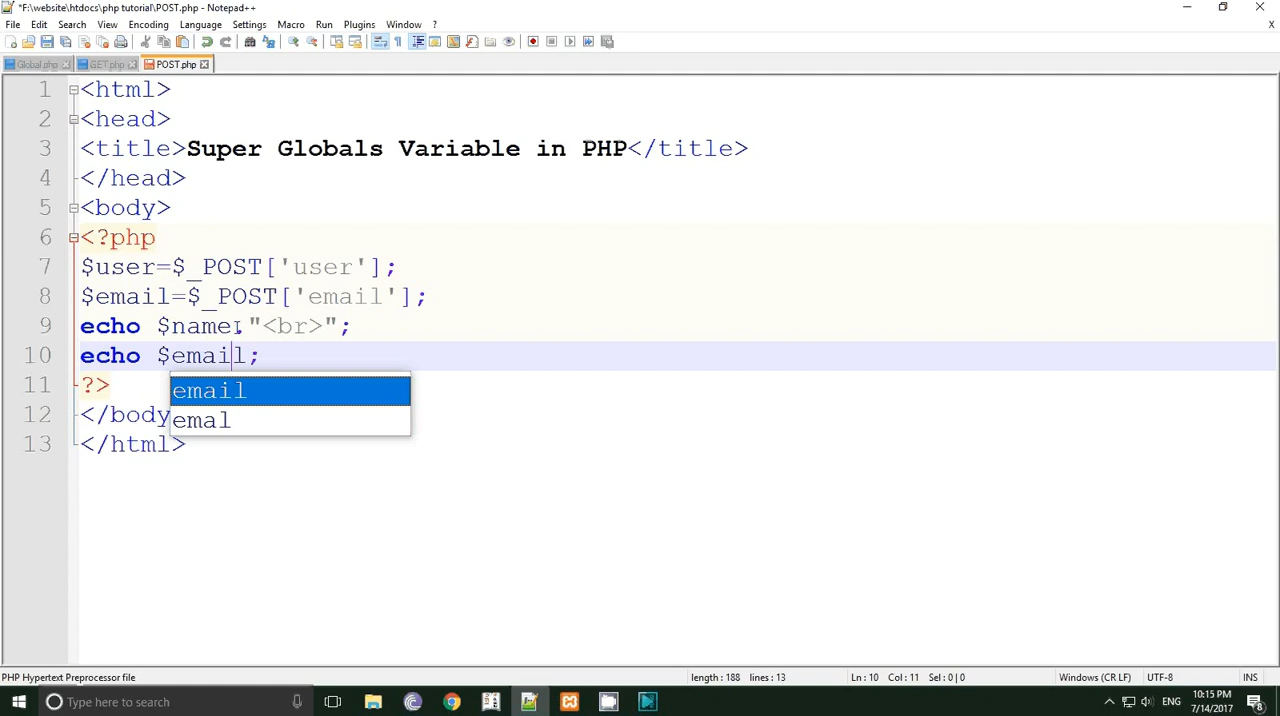 *F:\website\htdocs\php tutorial\POST.php - Notepad++
File Edit Search View Encoding Language Settings Macro Run Plugins Window ?
Global.php GET.php POST.php
1 <html>
2 <head>
3 <title>Super Globals Variable in PHP</title>
4 </head>
5 <body>
6 <?php
7 $user=$_POST['user'];
8 $email=$_POST['email'];
9 echo $name."<br>";
10 echo $email;
email
11 ?>
emal
12 </body
13 </html>
PHP Hypertext Preprocessor file length : 188 lines : 13 Ln : 10 Col : 11 Sel : 0 | 0 Windows (CR LF) UTF-8 INS
Type here to search ENG 10:15 PM
7/14/2017